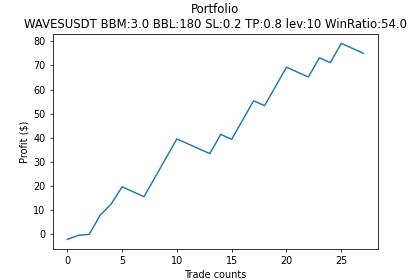 Portfolio
WAVESUSDT BBM:3.0 BBL:180 SL:0.2 TP:0.8 lev:10 WinRatio:54.0
80
70
60
50
40
30
20
10
0
Profit ($)
0 5 10 15 20 25
Trade counts